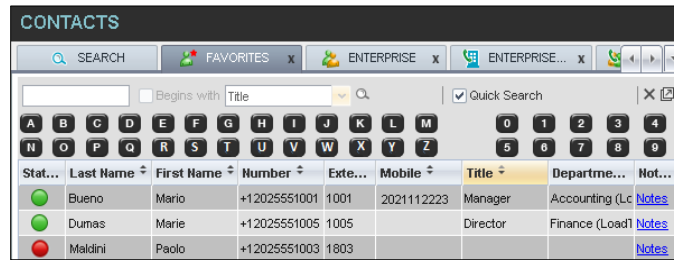 CONTACTS
SEARCH FAVORITES x ENTERPRISE x ENTERPRISE... x
Begins with Title Quick Search
A B C D E F G H I J K L M 0 1 2 3 4
N O P Q R S T U V W X Y Z 5 6 7 8 9
Stat... Last Name First Name Number Exte... Mobile Title Departme... Not...
Bueno Mario +12025551001 1001 2021112223 Manager Accounting (Lc Notes
Dumas Marie +12025551005 1005 Director Finance (LoadT Notes
Maldini Paolo +12025551003 1803 Notes